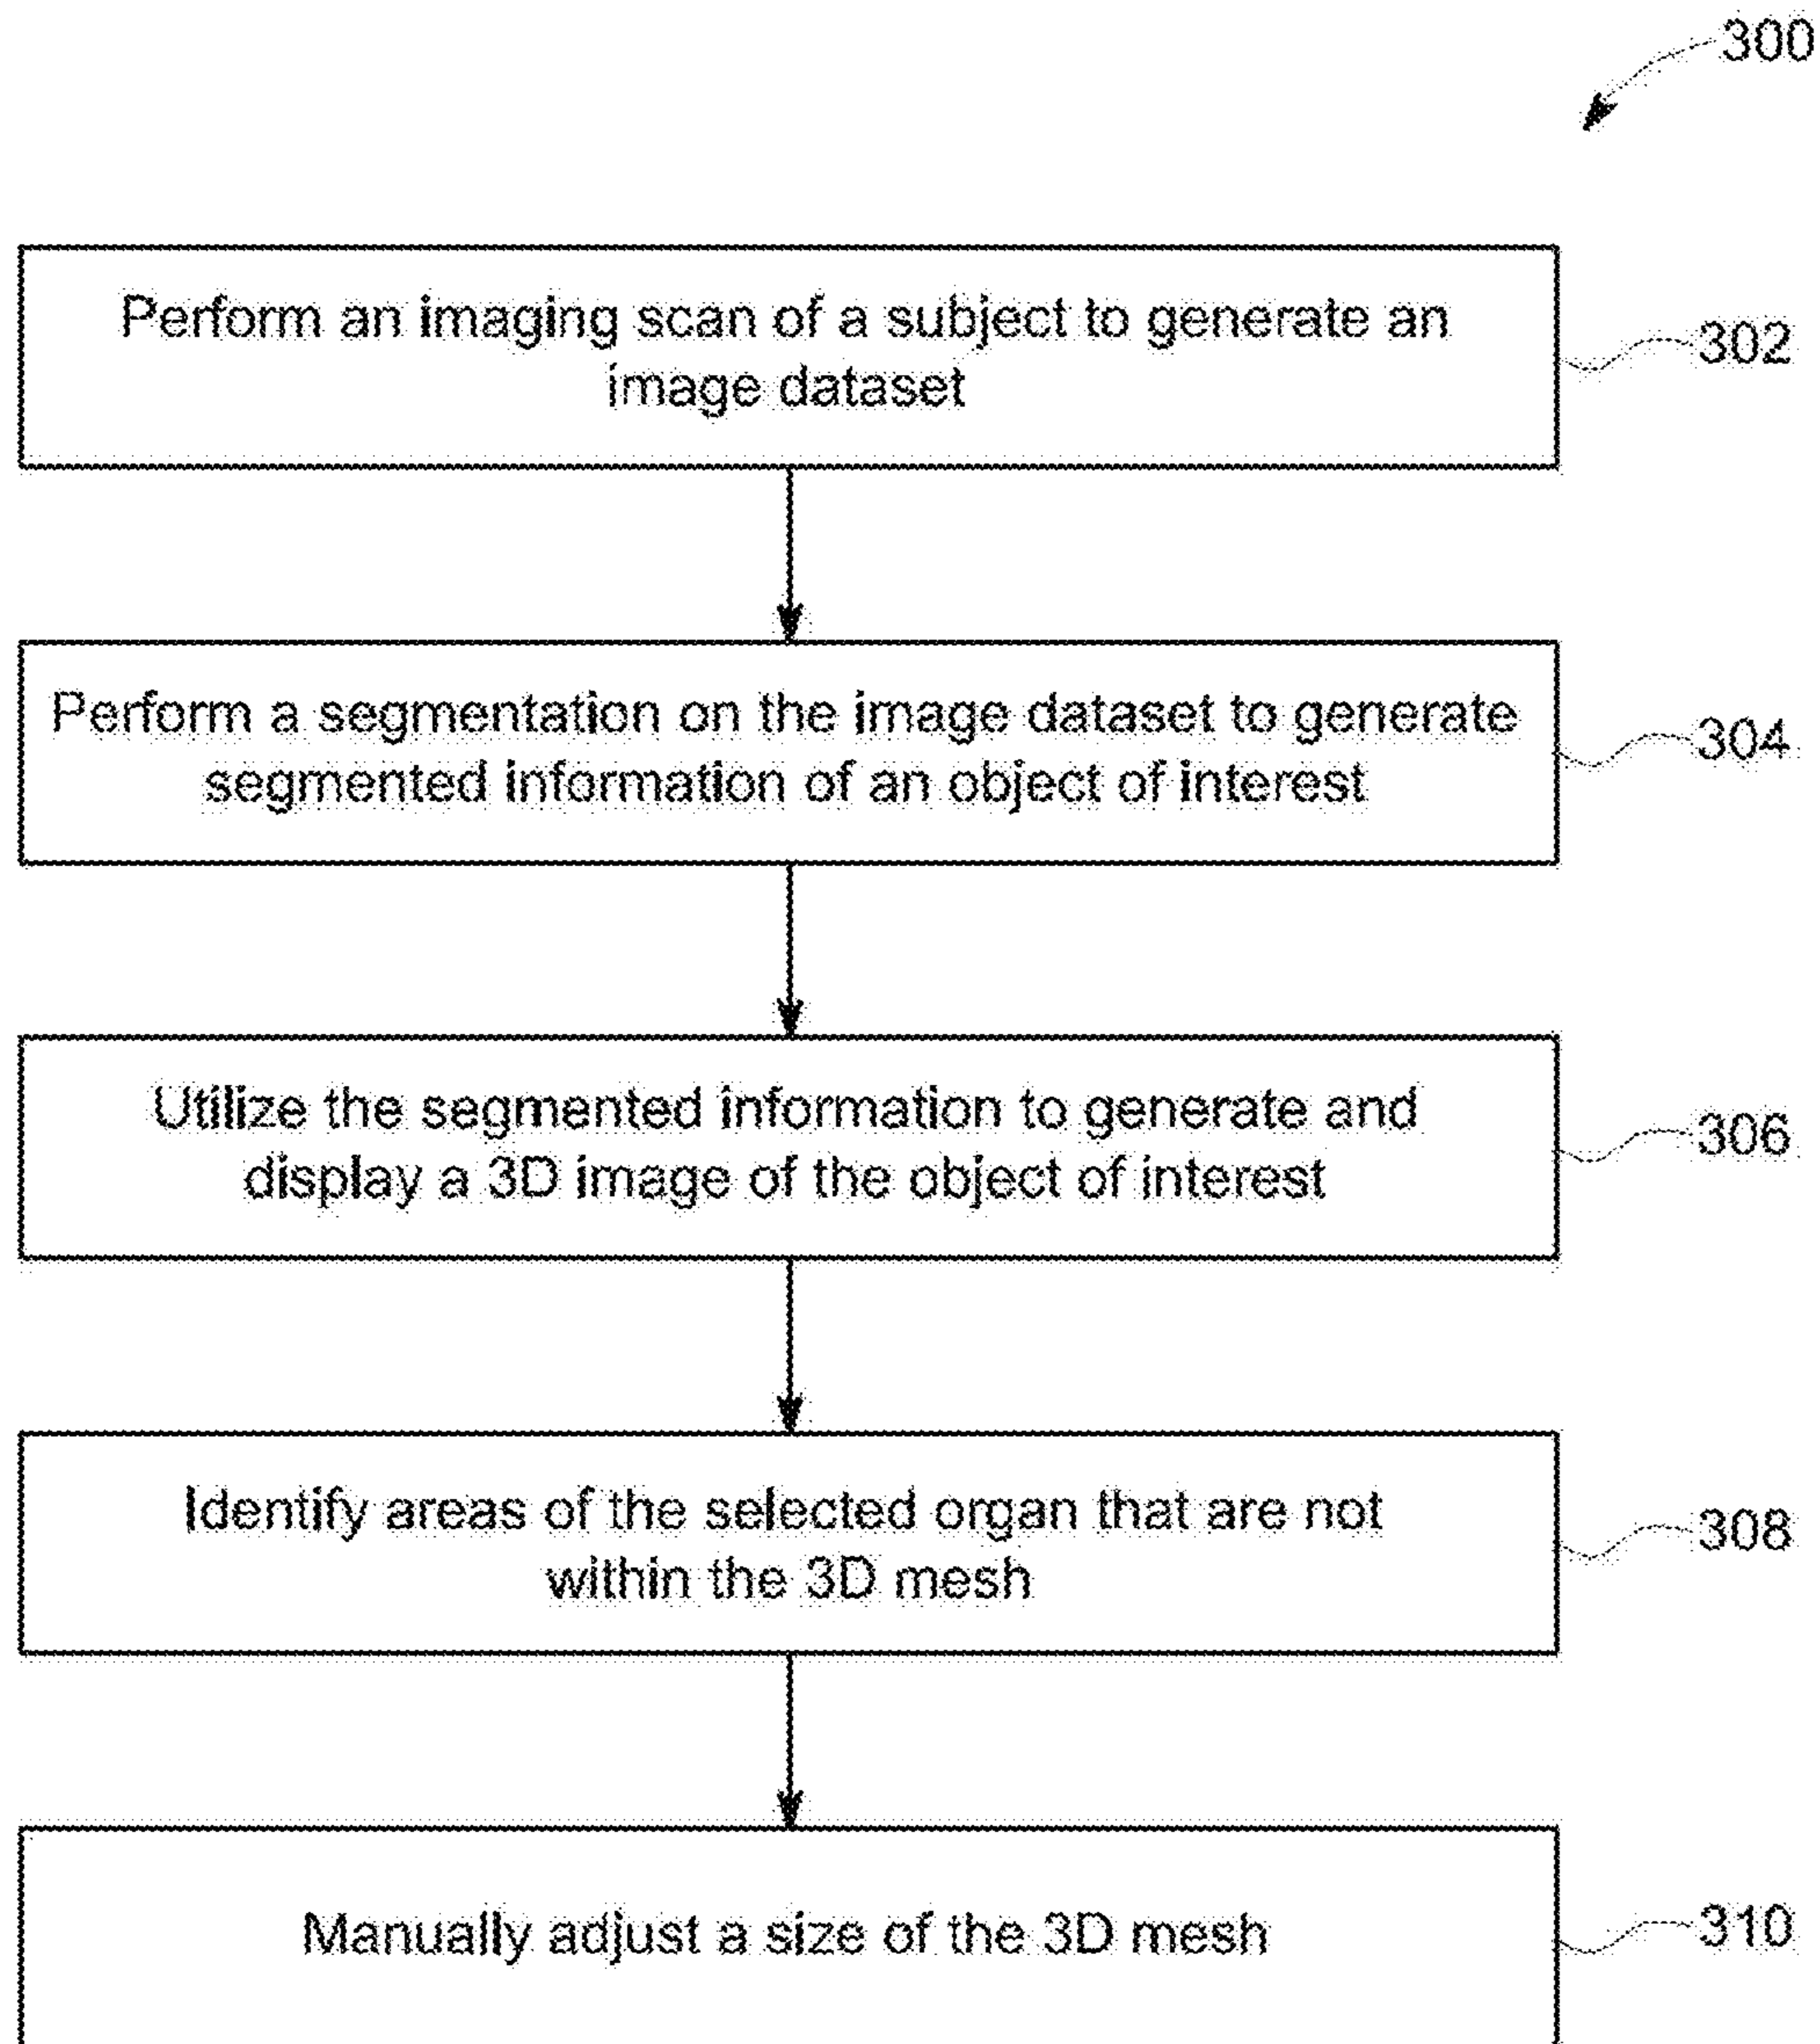 300
Perform an imaging scan of a subject to generate an
image dataset
302
Perform a segmentation on the image dataset to generate
segmented information of an object of interest
304
Utilize the segmented information to generate and
display a 3D image of the object of interest
306
Identify areas of the selected organ that are not
within the 3D mesh
308
Manually adjust a size of the 3D mesh
310